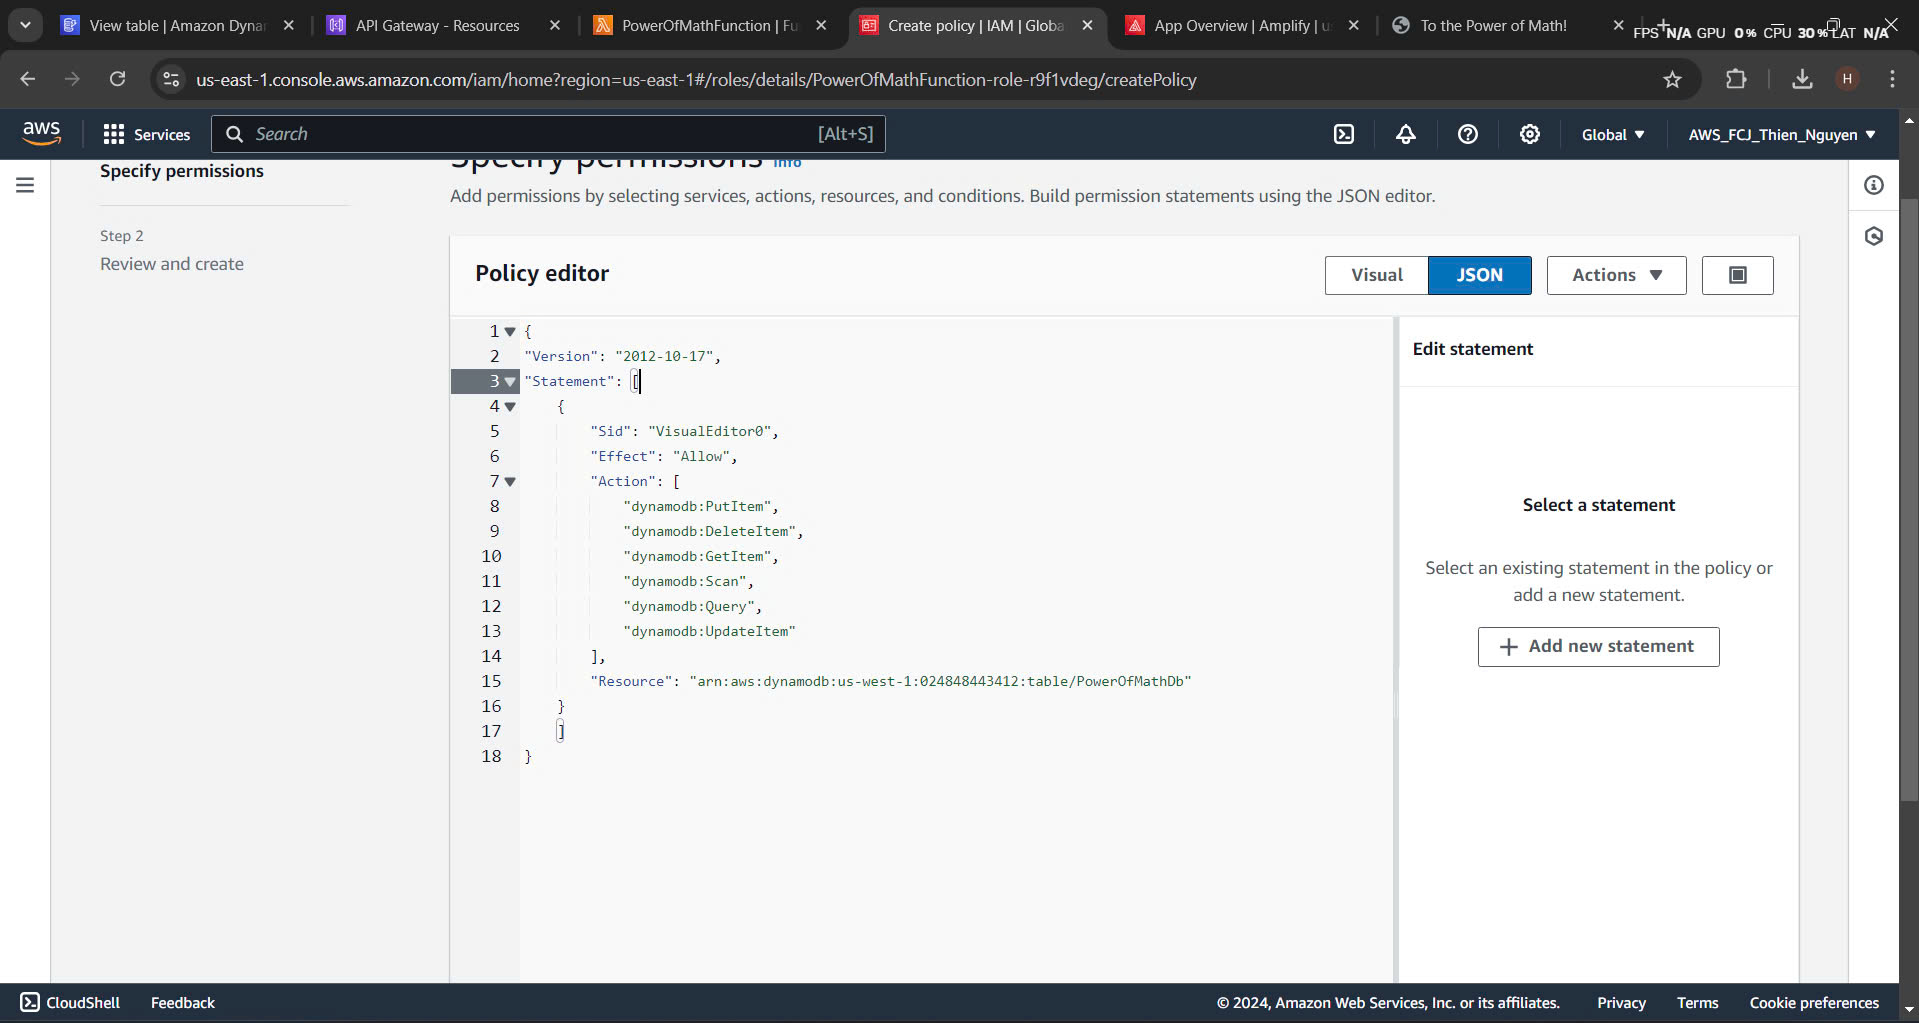 View table | Amazon Dyna
API Gateway - Resources
PowerOfMathFunction | Fu
Create policy | IAM | Globa
App Overview | Amplify | u
To the Power of Math!
FPS N/A GPU 0% CPU 30% LAT N/A
us-east-1.console.aws.amazon.com/iam/home?region=us-east-1#/roles/details/PowerOfMathFunction-role-r9f1vdeg/createPolicy
H
aws
Services
Search
[Alt+S]
Global
AWS_FCJ_Thien_Nguyen
Specify permissions
Step 2
Review and create
Specify permissions Info
Add permissions by selecting services, actions, resources, and conditions. Build permission statements using the JSON editor.
Policy editor
Visual
JSON
Actions
1 {
2 "Version": "2012-10-17",
3 "Statement": [
4 {
5 "Sid": "VisualEditor0",
6 "Effect": "Allow",
7 "Action": [
8 "dynamodb:PutItem",
9 "dynamodb:DeleteItem",
10 "dynamodb:GetItem",
11 "dynamodb:Scan",
12 "dynamodb:Query",
13 "dynamodb:UpdateItem"
14 ],
15 "Resource": "arn:aws:dynamodb:us-west-1:024848443412:table/PowerOfMathDb"
16 }
17 ]
18 }
Edit statement
Select a statement
Select an existing statement in the policy or
add a new statement.
+ Add new statement
CloudShell
Feedback
© 2024, Amazon Web Services, Inc. or its affiliates.
Privacy
Terms
Cookie preferences